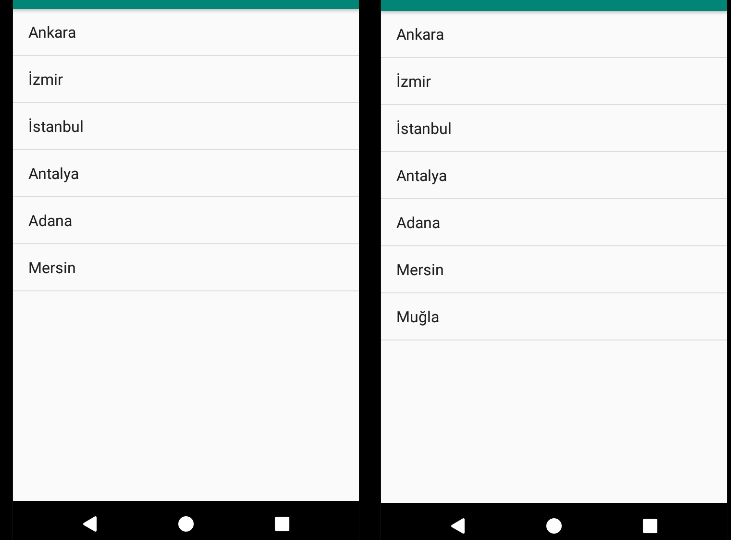 Ankara
İzmir
İstanbul
Antalya
Adana
Mersin
Ankara
İzmir
İstanbul
Antalya
Adana
Mersin
Muğla